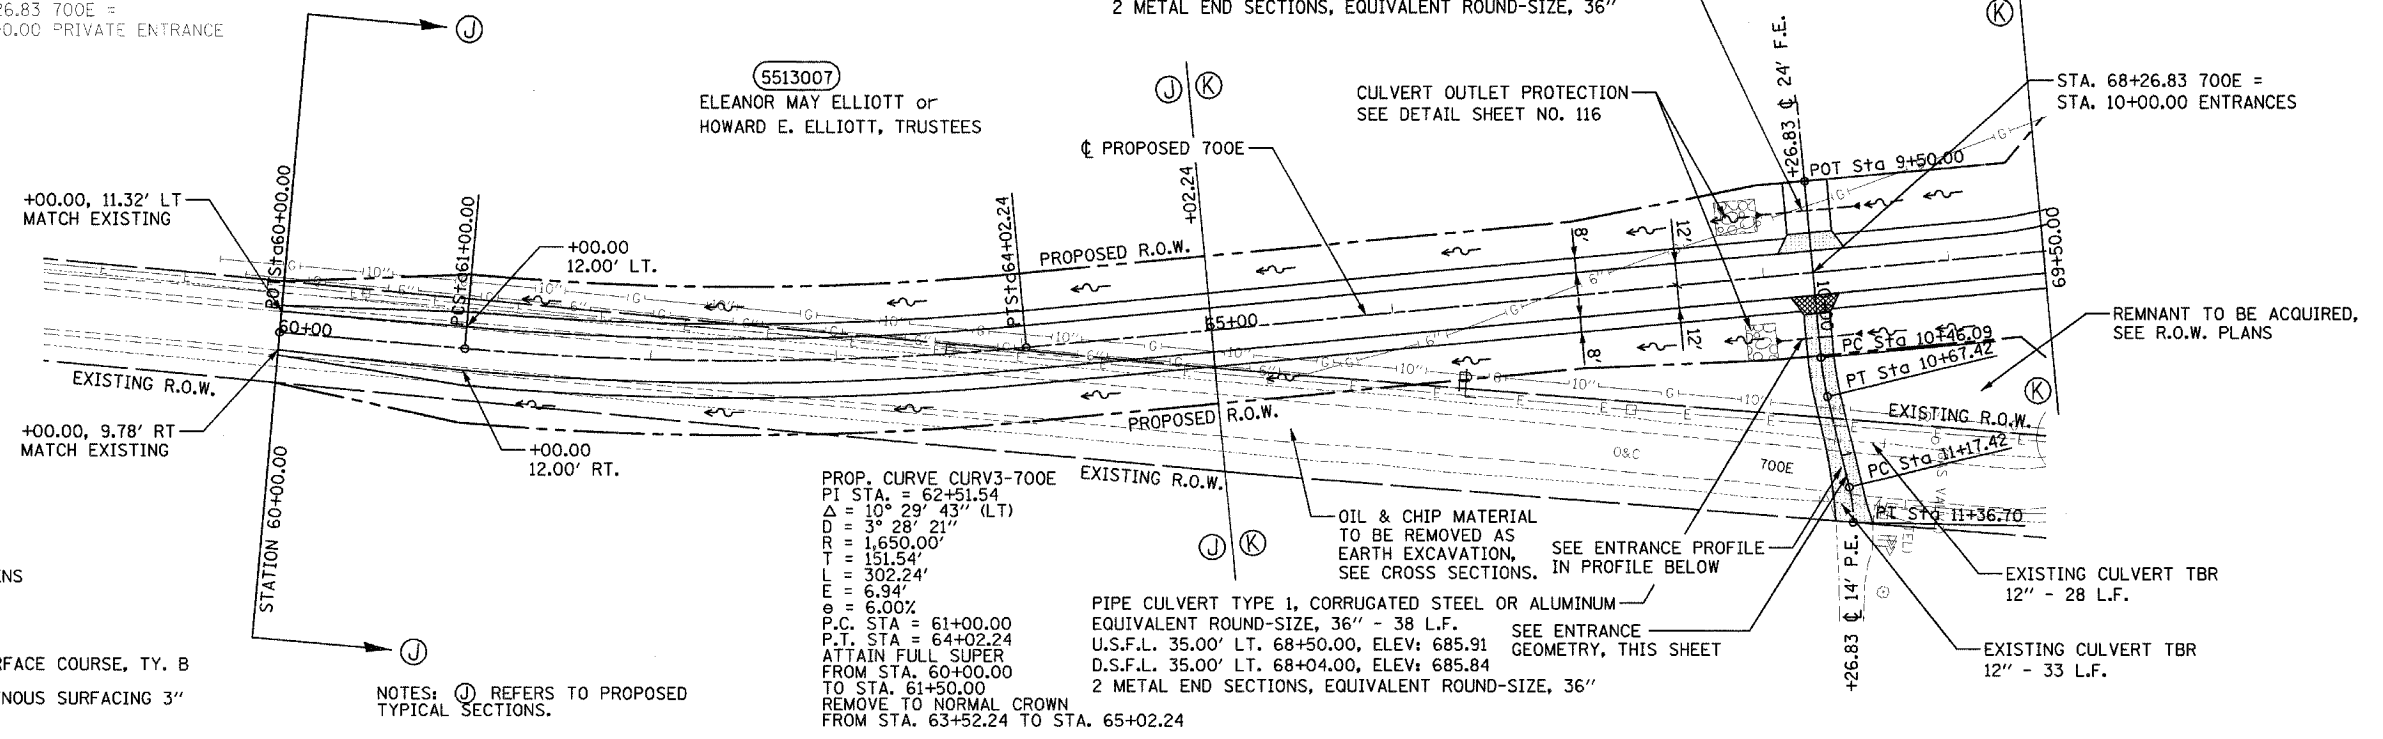 26.83 700E =
0.00 PRIVATE ENTRANCE
2 METAL END SECTIONS, EQUIVALENT ROUND-SIZE, 36"
J
K
5513007
ELEANOR MAY ELLIOTT or
HOWARD E. ELLIOTT, TRUSTEES
J K
CULVERT OUTLET PROTECTION
SEE DETAIL SHEET NO. 116
+26.83 ℄ 24' F.E.
STA. 68+26.83 700E =
STA. 10+00.00 ENTRANCES
℄ PROPOSED 700E
POT Sta 9+50.00
+00.00, 11.32' LT
MATCH EXISTING
POT Sta 60+00.00
PC Sta 61+00.00
+00.00
12.00' LT.
PT Sta 64+02.24
+02.24
PROPOSED R.O.W.
8'
12'
12'
8'
69+50.00
60+00
65+00
REMNANT TO BE ACQUIRED,
SEE R.O.W. PLANS
PC Sta 10+46.09
PT Sta 10+67.42
K
EXISTING R.O.W.
PROPOSED R.O.W.
EXISTING R.O.W.
+00.00, 9.78' RT
MATCH EXISTING
+00.00
12.00' RT.
EXISTING R.O.W.
O&C
700E
PC Sta 11+17.42
PI Sta 11+36.70
STATION 60+00.00
PROP. CURVE CURV3-700E
PI STA. = 62+51.54
Δ = 10° 29' 43" (LT)
D = 3° 28' 21"
R = 1,650.00'
T = 151.54'
L = 302.24'
E = 6.94'
e = 6.00%
P.C. STA = 61+00.00
P.T. STA = 64+02.24
ATTAIN FULL SUPER
FROM STA. 60+00.00
TO STA. 61+50.00
REMOVE TO NORMAL CROWN
FROM STA. 63+52.24 TO STA. 65+02.24
J K
OIL & CHIP MATERIAL
TO BE REMOVED AS
EARTH EXCAVATION,
SEE CROSS SECTIONS.
SEE ENTRANCE PROFILE
IN PROFILE BELOW
PIPE CULVERT TYPE 1, CORRUGATED STEEL OR ALUMINUM
EQUIVALENT ROUND-SIZE, 36" - 38 L.F.
U.S.F.L. 35.00' LT. 68+50.00, ELEV: 685.91
D.S.F.L. 35.00' LT. 68+04.00, ELEV: 685.84
2 METAL END SECTIONS, EQUIVALENT ROUND-SIZE, 36"
SEE ENTRANCE
GEOMETRY, THIS SHEET
+26.83 ℄ 14' P.E.
EXISTING CULVERT TBR
12" - 28 L.F.
EXISTING CULVERT TBR
12" - 33 L.F.
NS
RFACE COURSE, TY. B
NOUS SURFACING 3"
J
NOTES: J REFERS TO PROPOSED
TYPICAL SECTIONS.